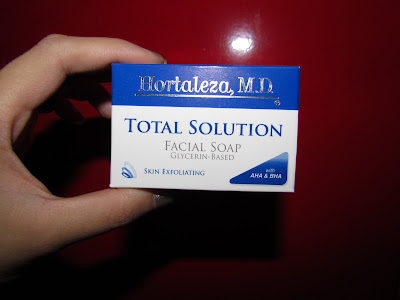 Hortaleza, M.D.
®
TOTAL SOLUTION
FACIAL SOAP
GLYCERIN-BASED
SKIN EXFOLIATING
with
AHA & BHA